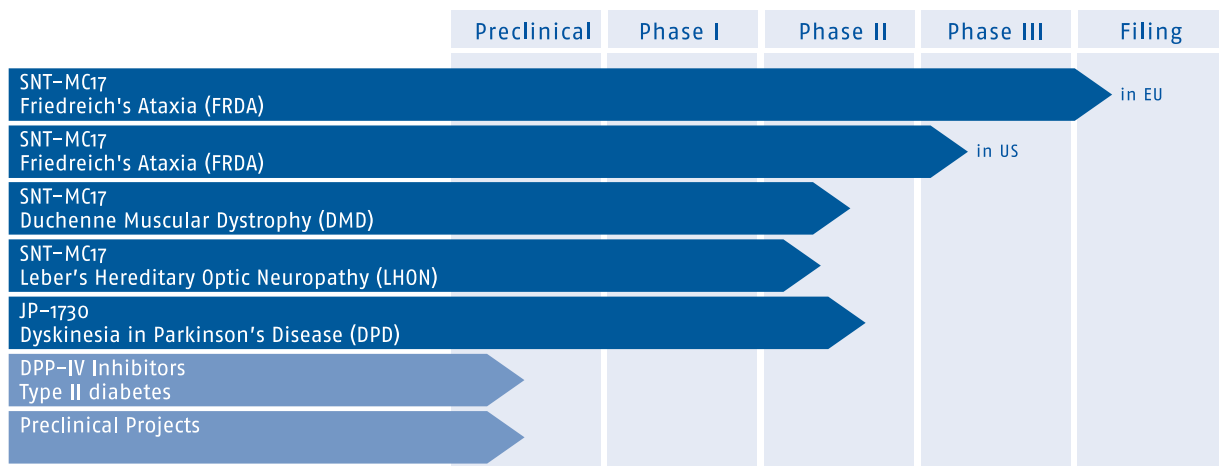 Preclinical Phase I Phase II Phase III Filing
SNT-MC17
Friedreich's Ataxia (FRDA)
in EU
SNT-MC17
Friedreich's Ataxia (FRDA)
in US
SNT-MC17
Duchenne Muscular Dystrophy (DMD)
SNT-MC17
Leber's Hereditary Optic Neuropathy (LHON)
JP-1730
Dyskinesia in Parkinson's Disease (DPD)
DPP-IV Inhibitors
Type II diabetes
Preclinical Projects